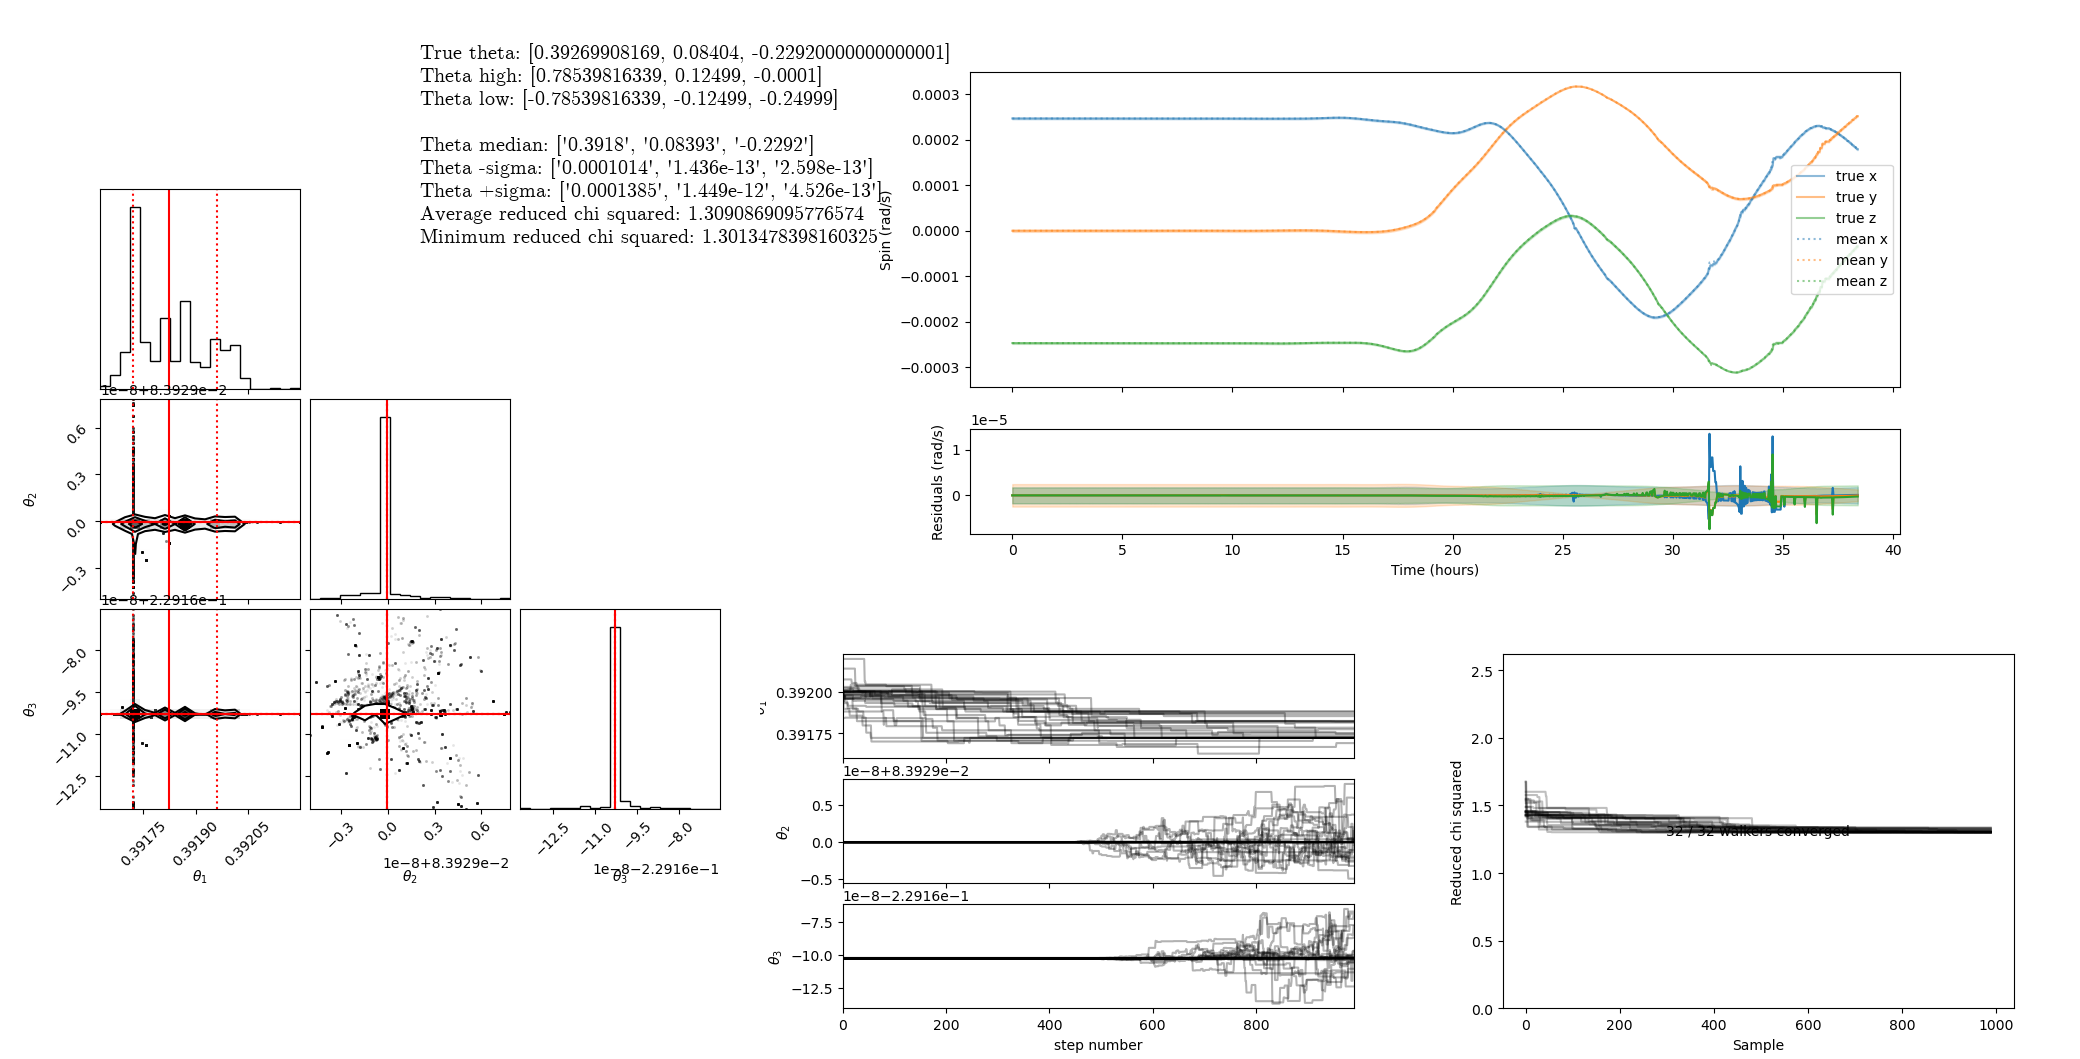 True theta: [0.39269908169, 0.08404, -0.22920000000000001]
Theta high: [0.78539816339, 0.12499, -0.0001]
Theta low: [-0.78539816339, -0.12499, -0.24999]
Theta median: ['0.3918', '0.08393', '-0.2292']
Theta -sigma: ['0.0001014', '1.436e-13', '2.598e-13']
Theta +sigma: ['0.0001385', '1.449e-12', '4.526e-13']
Average reduced chi squared: 1.3090869095776574
Minimum reduced chi squared: 1.3013478398160325
1e−8+8.3929e−2
θ2
0.6
0.3
0.0
−0.3
1e−8−2.2916e−1
θ3
−8.0
−9.5
−11.0
−12.5
0.39175
0.39190
0.39205
θ1
−0.3
0.0
0.3
0.6
1e−8+8.3929e−2
θ2
−12.5
−11.0
−9.5
−8.0
1e−8−2.2916e−1
θ3
Spin (rad/s)
0.0003
0.0002
0.0001
0.0000
−0.0001
−0.0002
−0.0003
true x
true y
true z
mean x
mean y
mean z
1e−5
Residuals (rad/s)
1
0
0 5 10 15 20 25 30 35 40
Time (hours)
0.39200
0.39175
1e−8+8.3929e−2
θ2
0.5
0.0
−0.5
1e−8−2.2916e−1
θ3
−7.5
−10.0
−12.5
0 200 400 600 800
step number
Reduced chi squared
2.5
2.0
1.5
1.0
0.5
0.0
32 / 32 walkers converged
0 200 400 600 800 1000
Sample